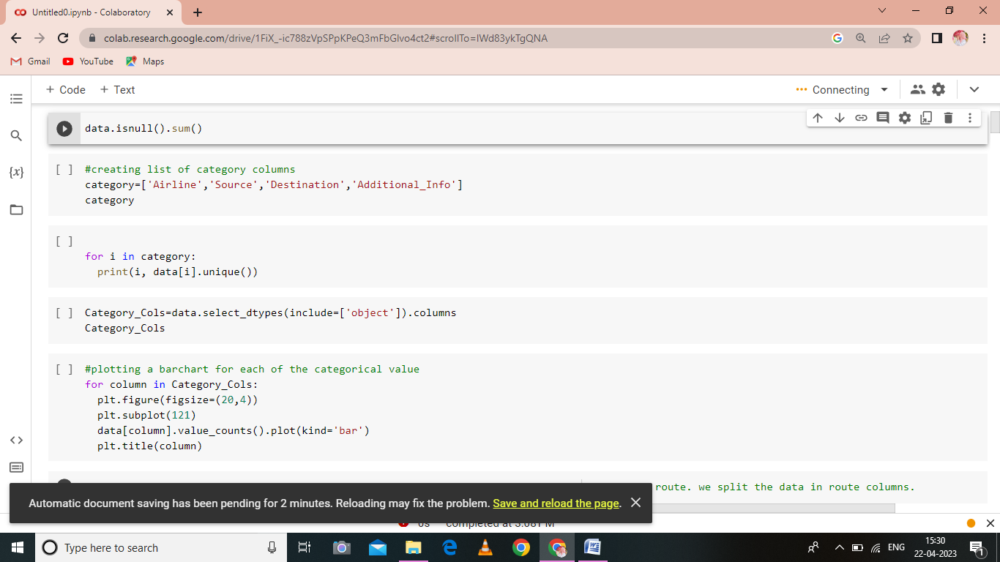 Untitled0.ipynb - Colaboratory
colab.research.google.com/drive/1FiX_-ic788zVpSPpKPeQ3mFbGlvo4ct2#scrollTo=lWd83ykTgQNA
Gmail YouTube Maps
+ Code + Text Connecting
data.isnull().sum()
[ ] #creating list of category columns
category=['Airline','Source','Destination','Additional_Info']
category
[ ]
for i in category:
print(i, data[i].unique())
[ ] Category_Cols=data.select_dtypes(include=['object']).columns
Category_Cols
[ ] #plotting a barchart for each of the categorical value
for column in Category_Cols:
plt.figure(figsize=(20,4))
plt.subplot(121)
data[column].value_counts().plot(kind='bar')
plt.title(column)
route. we split the data in route columns.
Automatic document saving has been pending for 2 minutes. Reloading may fix the problem. Save and reload the page.
0s completed at
Type here to search
ENG
15:30
22-04-2023
1